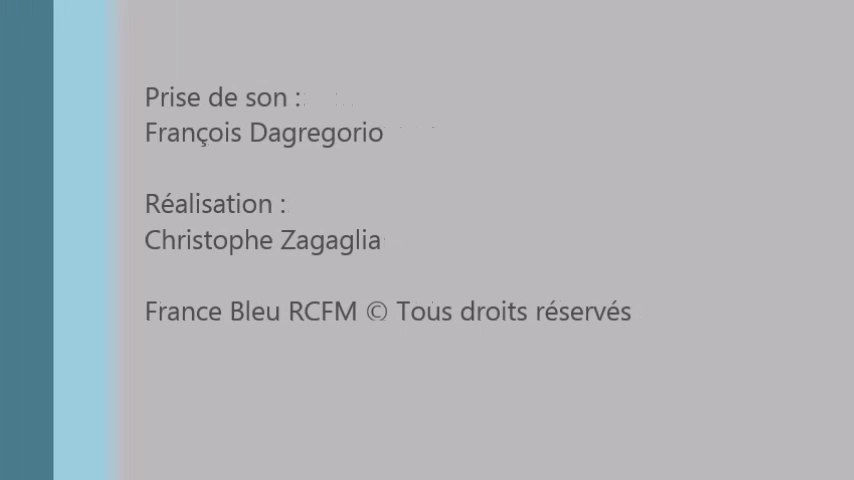 Prise de son :
François Dagregorio
Réalisation :
Christophe Zagaglia
France Bleu RCFM © Tous droits réservés